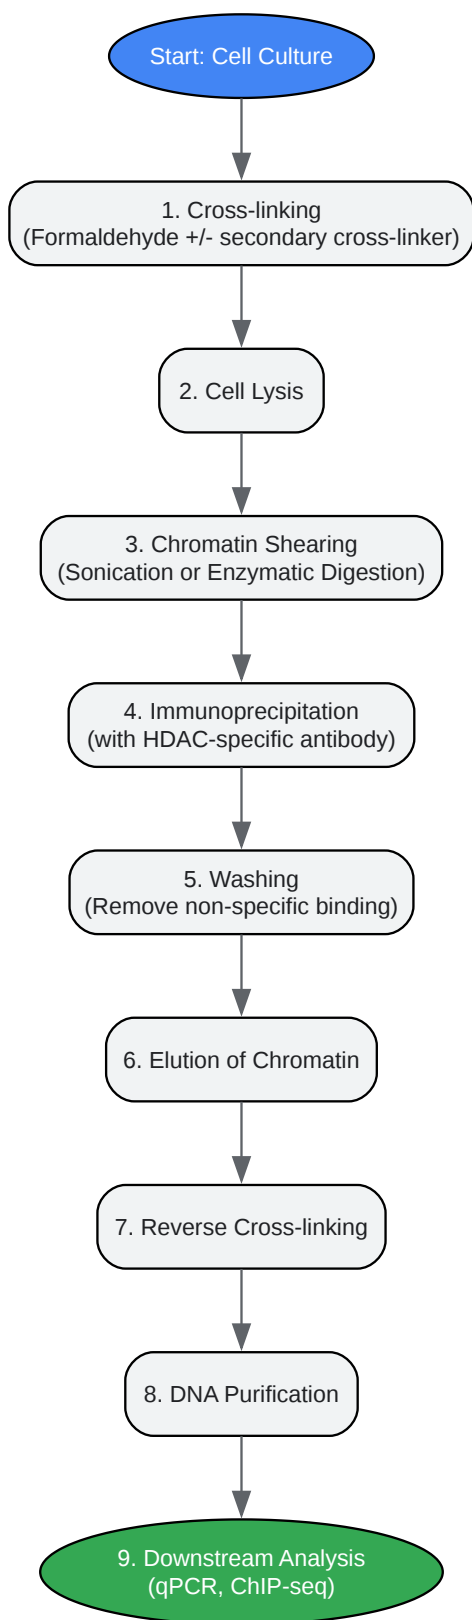 Start: Cell Culture
1. Cross-linking
(Formaldehyde +/- secondary cross-linker)
2. Cell Lysis
3. Chromatin Shearing
(Sonication or Enzymatic Digestion)
4. Immunoprecipitation
(with HDAC-specific antibody)
5. Washing
(Remove non-specific binding)
6. Elution of Chromatin
7. Reverse Cross-linking
8. DNA Purification
9. Downstream Analysis
(qPCR, ChIP-seq)